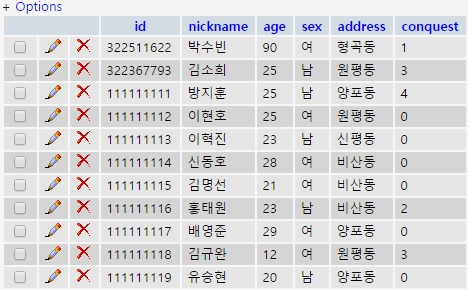 + Options
id nickname age sex address conquest
322511622 박수빈 90 여 형곡동 1
322367793 김소희 25 남 원평동 3
111111111 방지훈 25 남 양포동 4
111111112 이현호 25 여 원평동 0
111111113 이혁진 23 남 신평동 0
111111114 신동호 28 여 비산동 0
111111115 김명선 21 여 비산동 0
111111116 홍태원 23 남 비산동 2
111111117 배영준 29 여 양포동 0
111111118 김규완 12 여 원평동 3
111111119 유승현 20 남 양포동 0